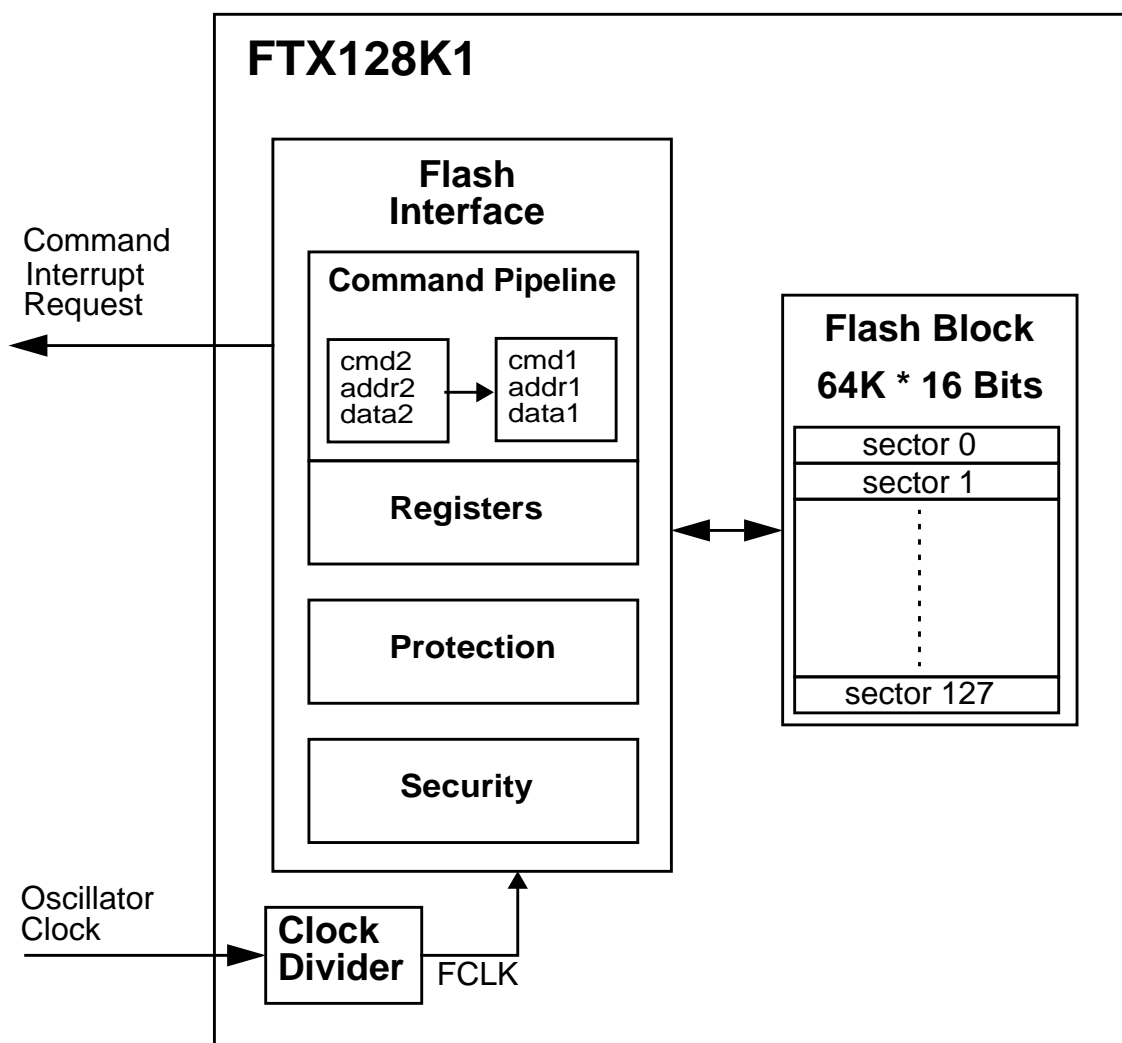 FTX128K1
Flash
Interface
Command
Interrupt
Request
Command Pipeline
cmd2
addr2
data2
cmd1
addr1
data1
Registers
Protection
Security
Flash Block
64K * 16 Bits
sector 0
sector 1
sector 127
Oscillator
Clock
Clock
Divider
FCLK